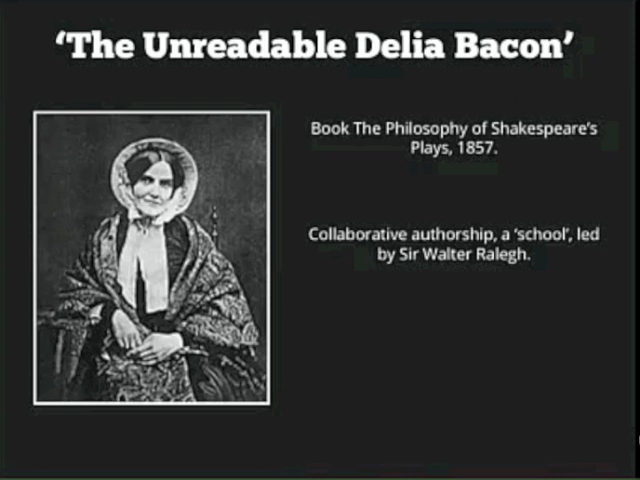 ‘The Unreadable Delia Bacon’
Book The Philosophy of Shakespeare’s
Plays, 1857.
Collaborative authorship, a ‘school’, led
by Sir Walter Ralegh.